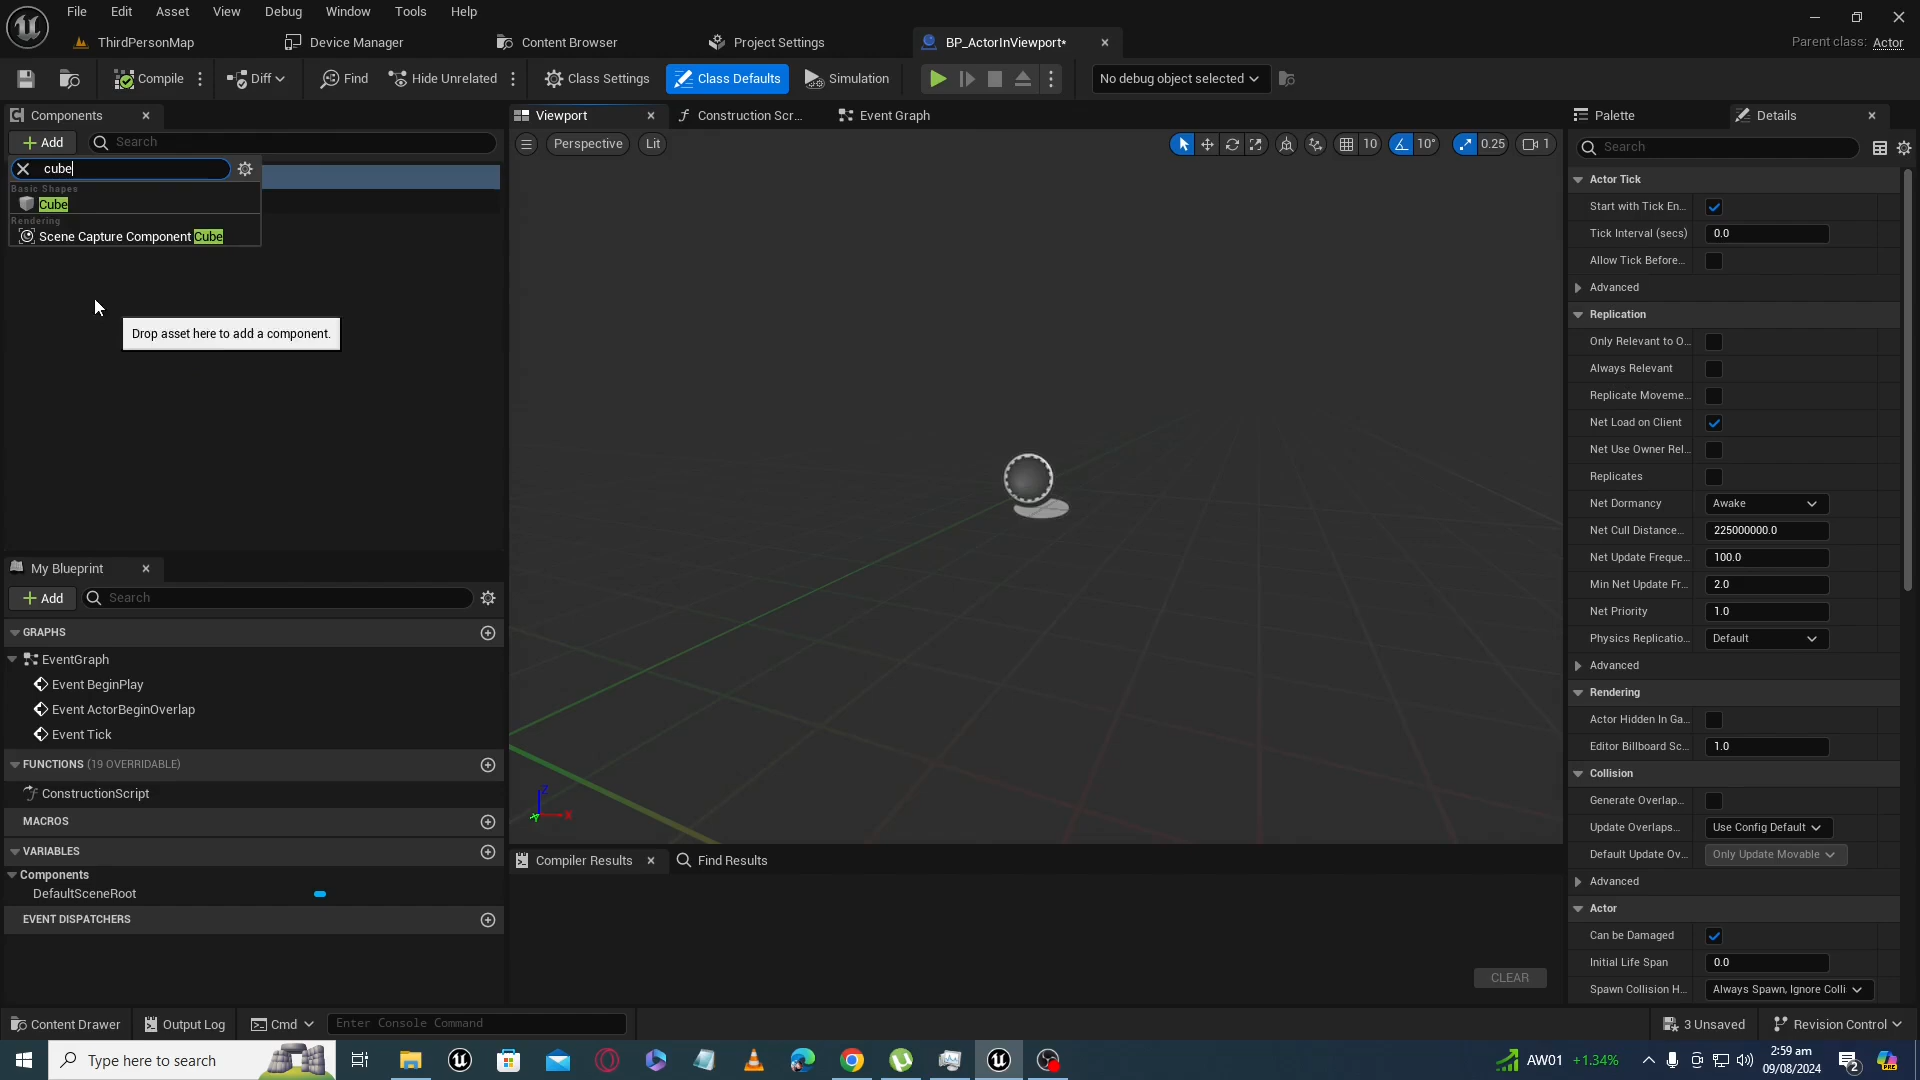 File Edit Asset View Debug Window Tools Help
ThirdPersonMap Device Manager Content Browser Project Settings BP_ActorInViewport*
Parent class: Actor
Compile Diff Find Hide Unrelated Class Settings Class Defaults Simulation No debug object selected
Components
Add Search
cube
Basic Shapes
Cube
Rendering
Scene Capture Component Cube
Drop asset here to add a component.
My Blueprint
Add Search
GRAPHS
EventGraph
Event BeginPlay
Event ActorBeginOverlap
Event Tick
FUNCTIONS (19 OVERRIDABLE)
ConstructionScript
MACROS
VARIABLES
Components
DefaultSceneRoot
EVENT DISPATCHERS
Viewport Construction Scr... Event Graph
Perspective Lit 10 10° 0.25 1
Z
X
Y
Compiler Results Find Results
CLEAR
Palette Details
Search
Actor Tick
Start with Tick En...
Tick Interval (secs) 0.0
Allow Tick Before...
Advanced
Replication
Only Relevant to O...
Always Relevant
Replicate Moveme...
Net Load on Client
Net Use Owner Rel...
Replicates
Net Dormancy Awake
Net Cull Distance... 225000000.0
Net Update Freque... 100.0
Min Net Update Fr... 2.0
Net Priority 1.0
Physics Replicatio... Default
Advanced
Rendering
Actor Hidden In Ga...
Editor Billboard Sc... 1.0
Collision
Generate Overlap...
Update Overlaps... Use Config Default
Default Update Ov... Only Update Movable
Advanced
Actor
Can be Damaged
Initial Life Span 0.0
Spawn Collision H... Always Spawn, Ignore Colli
Content Drawer Output Log Cmd Enter Console Command 3 Unsaved Revision Control
Type here to search AW01 +1.34% 2:59 am
09/08/2024
2
PRE